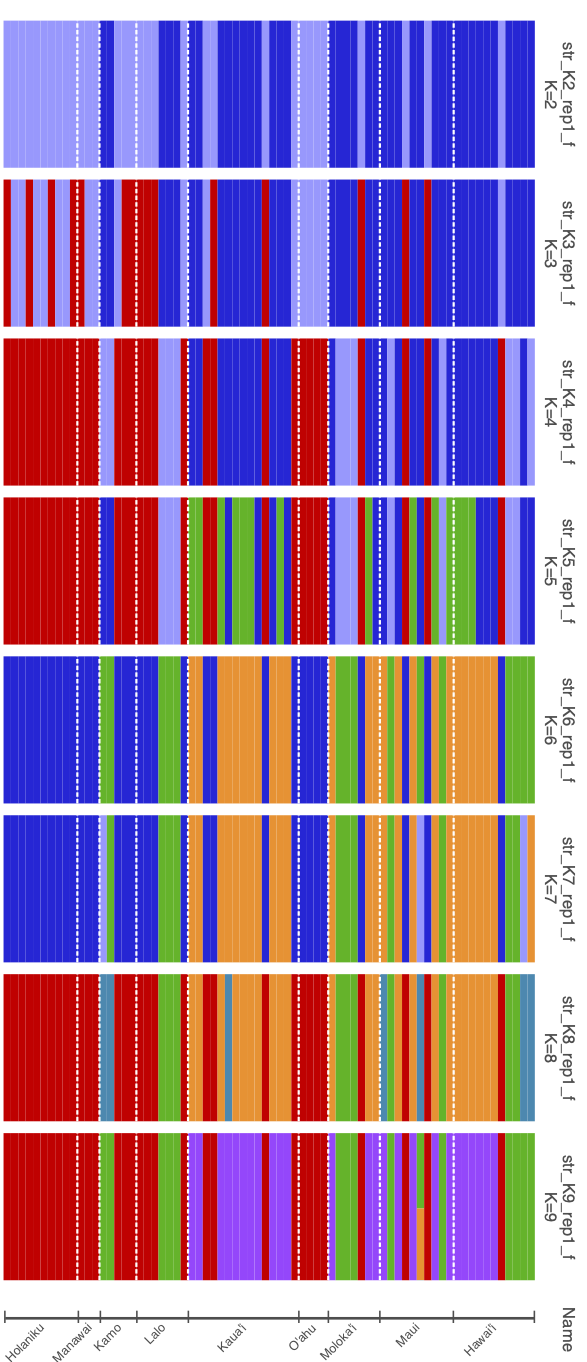 str_K2_rep1_f
K=2
str_K3_rep1_f
K=3
str_K4_rep1_f
K=4
str_K5_rep1_f
K=5
str_K6_rep1_f
K=6
str_K7_rep1_f
K=7
str_K8_rep1_f
K=8
str_K9_rep1_f
K=9
Name
Holaniku
Manawai
Kamo
Lalo
Kaua'i
O'ahu
Moloka'i
Maui
Hawai'i